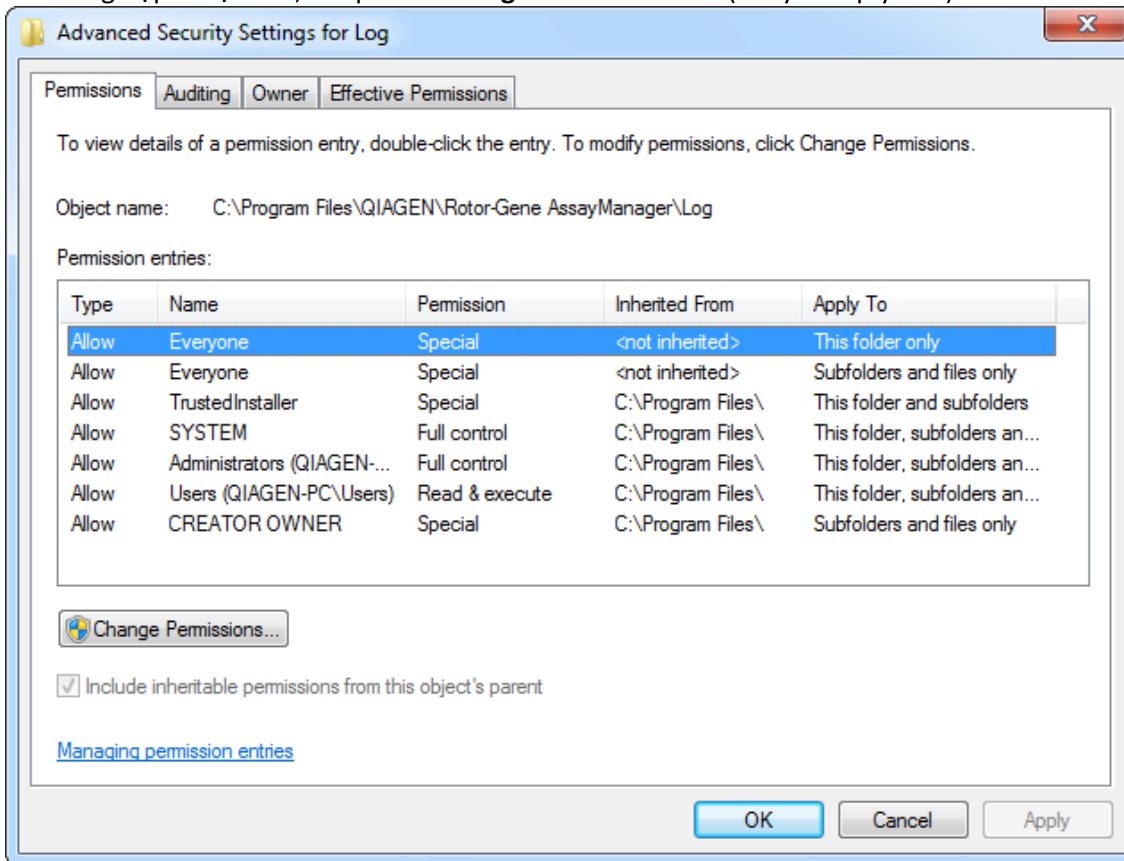 Advanced Security Settings for Log
Permissions Auditing Owner Effective Permissions
To view details of a permission entry, double-click the entry. To modify permissions, click Change Permissions.
Object name: C:\Program Files\QIAGEN\Rotor-Gene AssayManager\Log
Permission entries:
Type Name Permission Inherited From Apply To
Allow Everyone Special <not inherited> This folder only
Allow Everyone Special <not inherited> Subfolders and files only
Allow TrustedInstaller Special C:\Program Files\ This folder and subfolders
Allow SYSTEM Full control C:\Program Files\ This folder, subfolders an...
Allow Administrators (QIAGEN-... Full control C:\Program Files\ This folder, subfolders an...
Allow Users (QIAGEN-PC\Users) Read & execute C:\Program Files\ This folder, subfolders an...
Allow CREATOR OWNER Special C:\Program Files\ Subfolders and files only
Change Permissions...
Include inheritable permissions from this object's parent
Managing permission entries
OK Cancel Apply